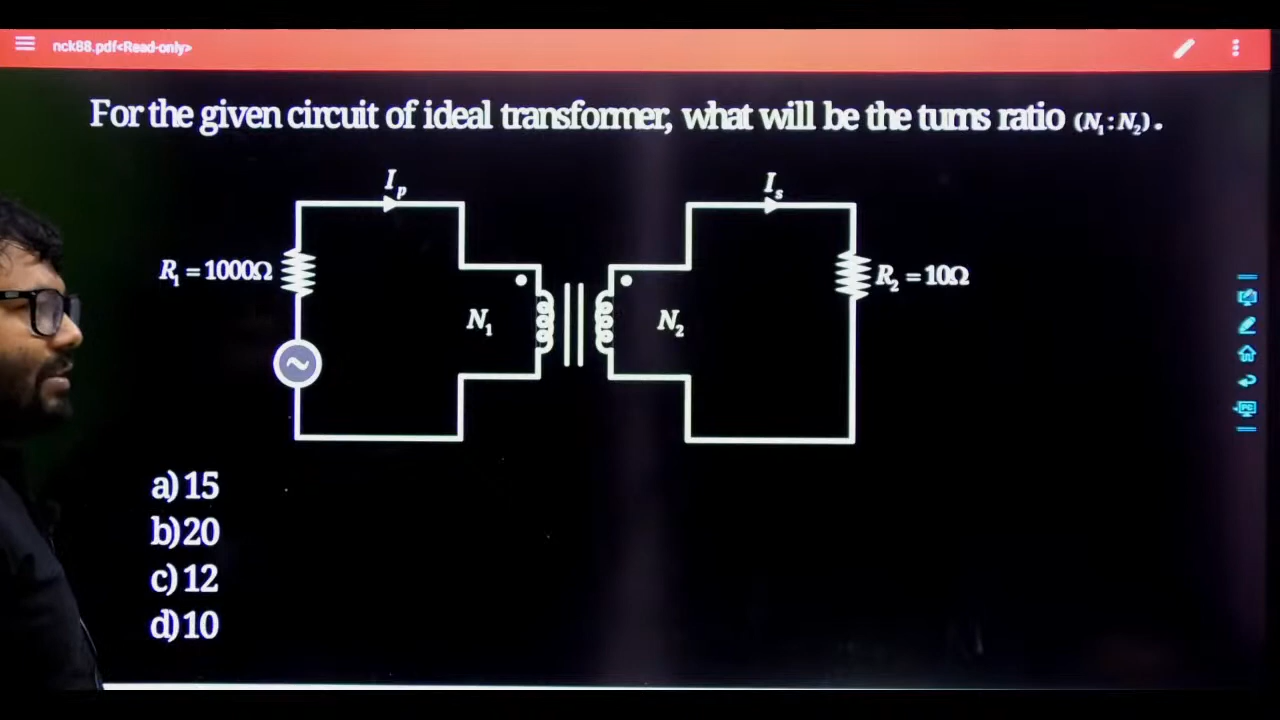 nck88.pdf<Read-only>
For the given circuit of ideal transformer, what will be the turns ratio (N₁:N₂).
Iₚ
Iₛ
R₁ = 1000Ω
R₂ = 10Ω
N₁
N₂
~
a) 15
b) 20
c) 12
d) 10
PC